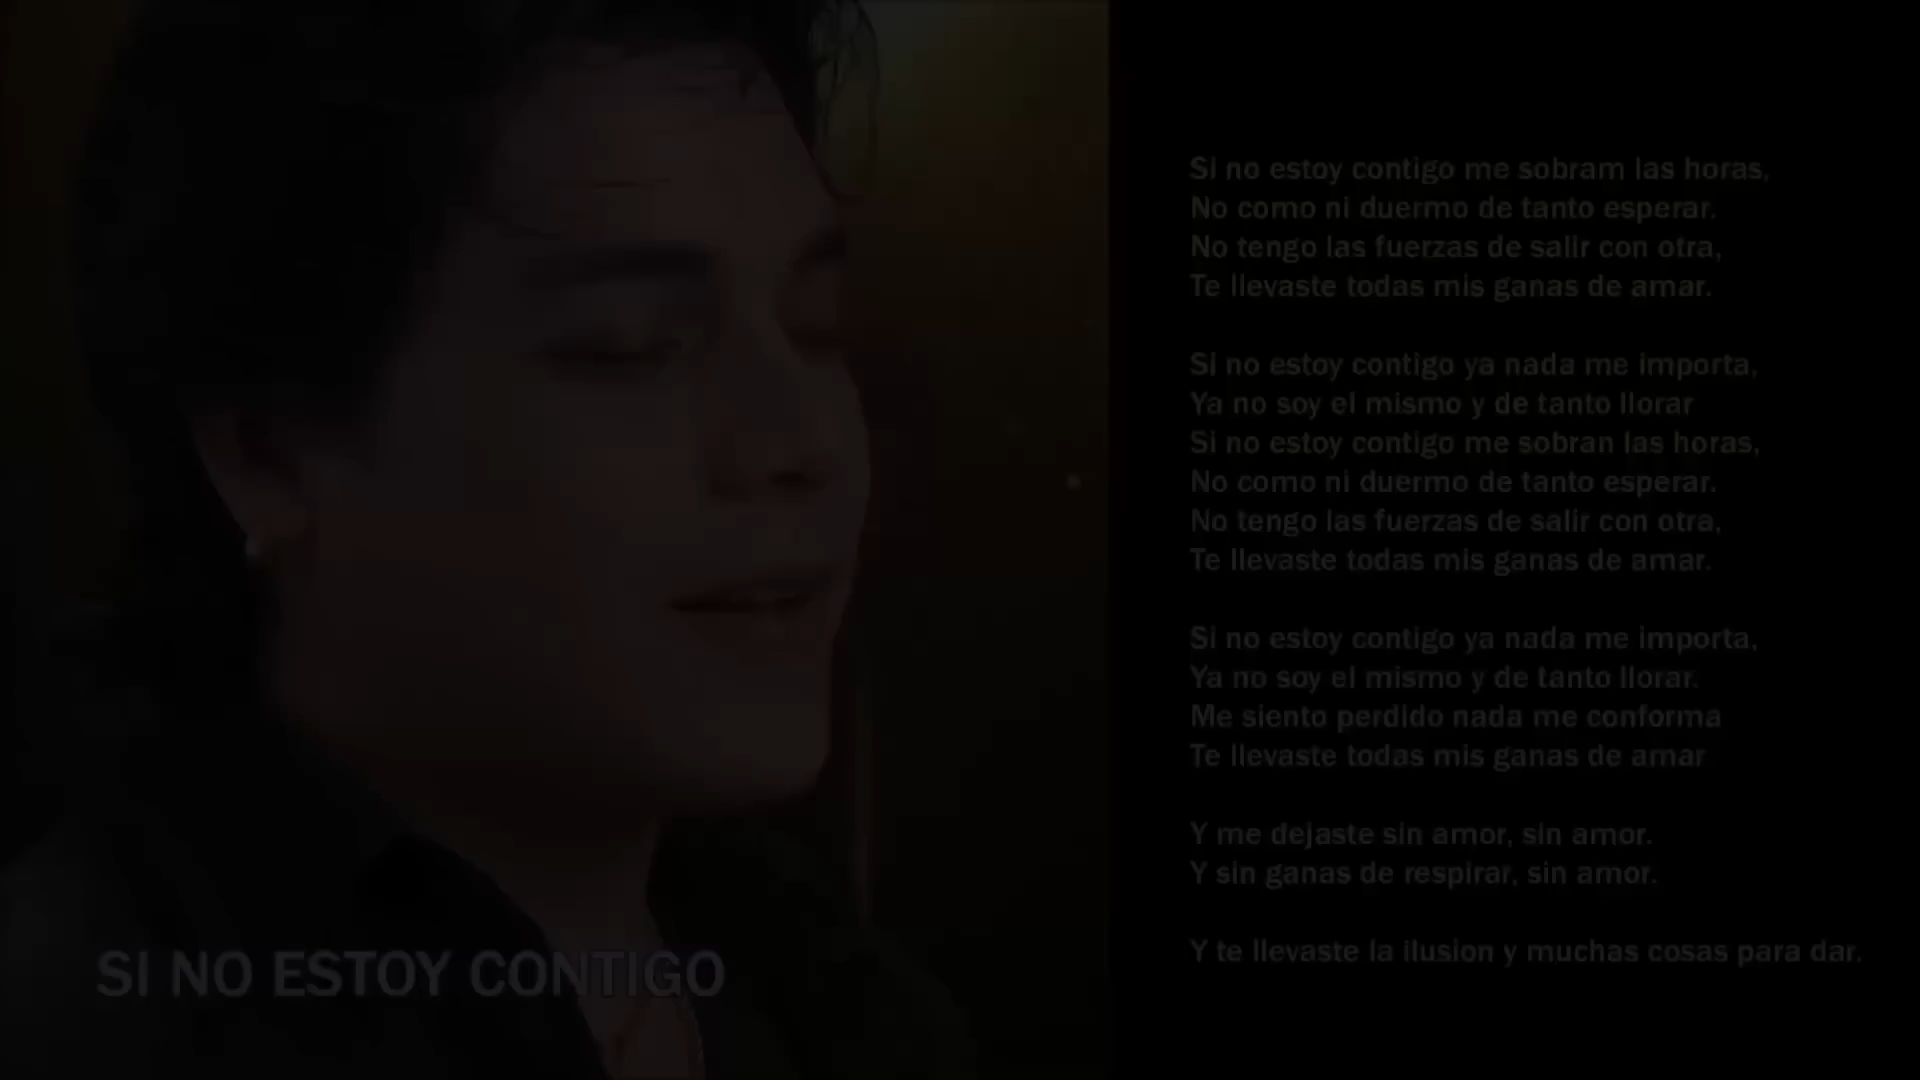 Si no estoy contigo me sobram las horas,
No como ni duermo de tanto esperar.
No tengo las fuerzas de salir con otra,
Te llevaste todas mis ganas de amar.
Si no estoy contigo ya nada me importa,
Ya no soy el mismo y de tanto llorar
Si no estoy contigo me sobran las horas,
No como ni duermo de tanto esperar.
No tengo las fuerzas de salir con otra,
Te llevaste todas mis ganas de amar.
Si no estoy contigo ya nada me importa,
Ya no soy el mismo y de tanto llorar.
Me siento perdido nada me conforma
Te llevaste todas mis ganas de amar
Y me dejaste sin amor, sin amor.
Y sin ganas de respirar, sin amor.
Y te llevaste la ilusion y muchas cosas para dar.
SI NO ESTOY CONTIGO